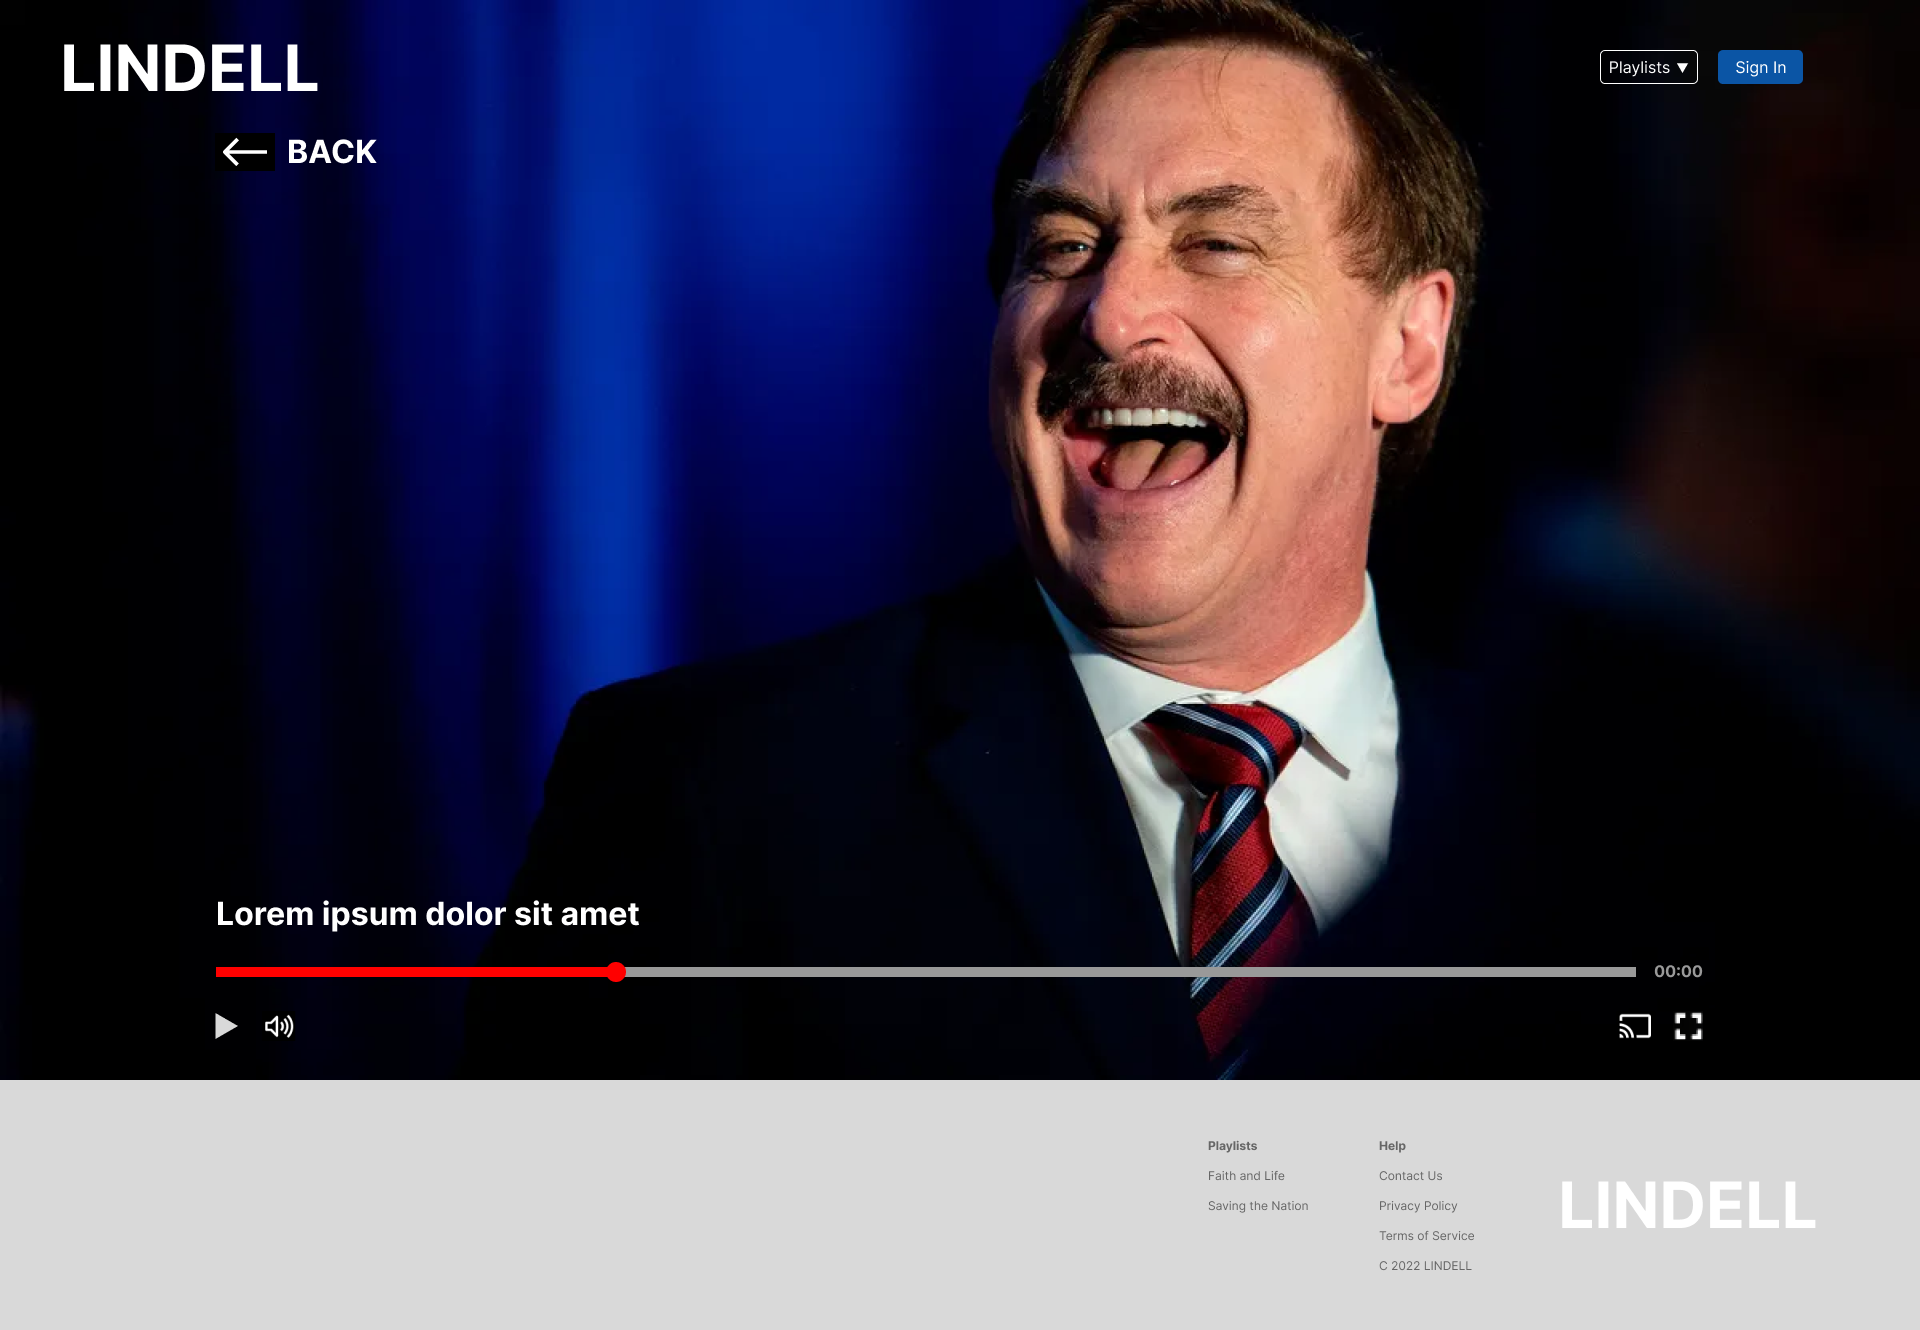 LINDELL
Playlists ▼
Sign In
BACK
Lorem ipsum dolor sit amet
00:00
Playlists
Faith and Life
Saving the Nation
Help
Contact Us
Privacy Policy
Terms of Service
C 2022 LINDELL
LINDELL